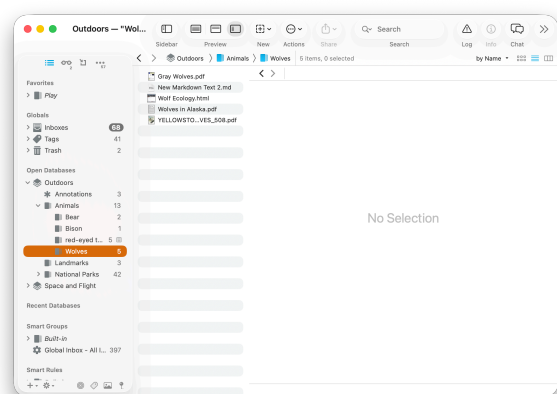 Outdoors — "Wol...
Sidebar
Preview
New
Actions
Share
Search
Search
Log
Info
Chat
Outdoors
Animals
Wolves
5 items, 0 selected
by Name
Favorites
Play
Globals
Inboxes 68
Tags 41
Trash 2
Open Databases
Outdoors
Annotations 3
Animals 13
Bear 2
Bison 1
red-eyed t... 5
Wolves 5
Landmarks 3
National Parks 42
Space and Flight
Recent Databases
Smart Groups
Built-in
Global Inbox - All I... 397
Smart Rules
Gray Wolves.pdf
New Markdown Text 2.md
Wolf Ecology.html
Wolves in Alaska.pdf
YELLOWSTO...VES_508.pdf
No Selection